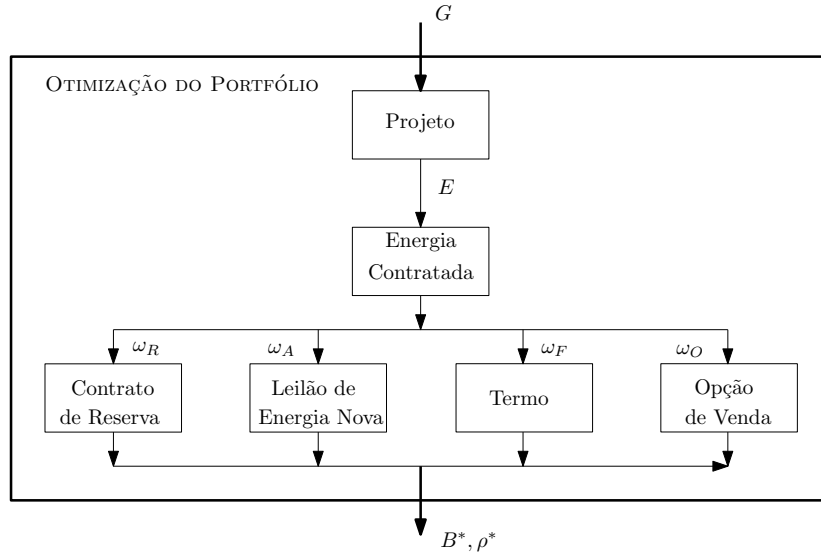 G
OTIMIZAÇÃO DO PORTFÓLIO
Projeto
E
Energia
Contratada
ω_R
ω_A
ω_F
ω_O
Contrato
de Reserva
Leilão de
Energia Nova
Termo
Opção
de Venda
B*, ρ*